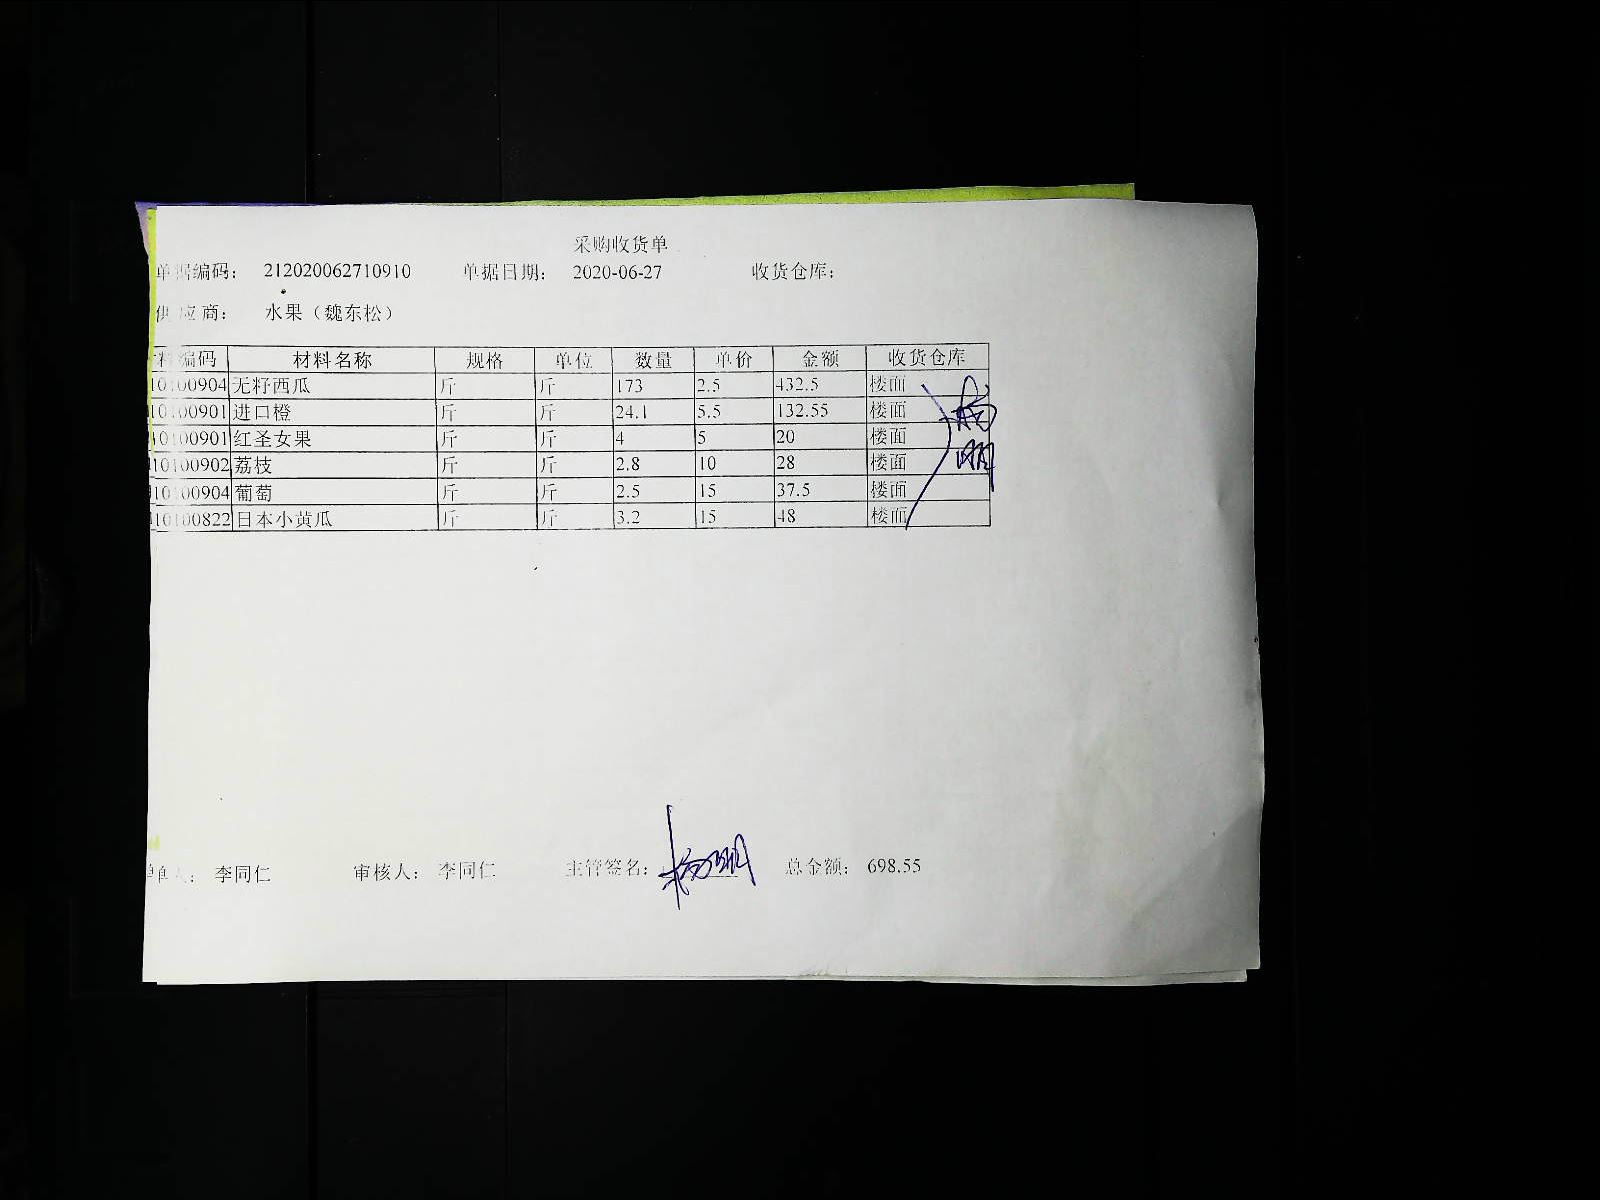 采购收货单
单据编码: 212020062710910 单据日期: 2020-06-27 收货仓库:
供应商: 水果（魏东松）
料编码 材料名称 规格 单位 数量 单价 金额 收货仓库
10100904 无籽西瓜 斤 斤 173 2.5 432.5 楼面
10100901 进口橙 斤 斤 24.1 5.5 132.55 楼面
10100901 红圣女果 斤 斤 4 5 20 楼面
10100902 荔枝 斤 斤 2.8 10 28 楼面
10100904 葡萄 斤 斤 2.5 15 37.5 楼面
10100822 日本小黄瓜 斤 斤 3.2 15 48 楼面
单人: 李同仁 审核人: 李同仁 主管签名: 总金额: 698.55